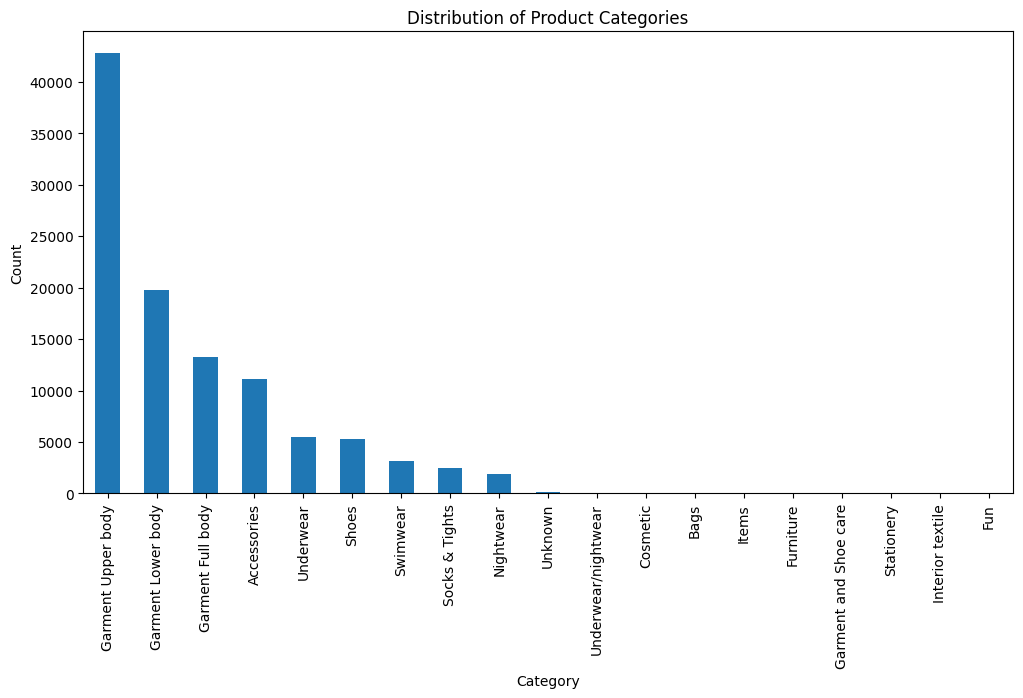 Distribution of Product Categories
Count
40000
35000
30000
25000
20000
15000
10000
5000
0
Garment Upper body
Garment Lower body
Garment Full body
Accessories
Underwear
Shoes
Swimwear
Socks & Tights
Nightwear
Unknown
Underwear/nightwear
Cosmetic
Bags
Items
Furniture
Garment and Shoe care
Stationery
Interior textile
Fun
Category